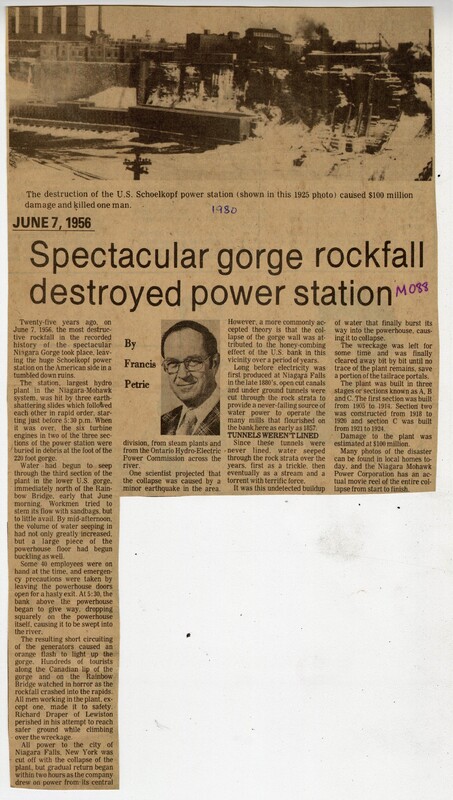 The destruction of the U.S. Schoelkopf power station (shown in this 1925 photo) caused $100 million
damage and killed one man.
1980
JUNE 7, 1956
Spectacular gorge rockfall
destroyed power station
M088
Twenty-five years ago, on
June 7, 1956, the most destruc-
tive rockfall in the recorded
history of the spectacular
Niagara Gorge took place, leav-
ing the huge Schoelkopf power
station on the American side in a
tumbled down ruins.
The station, largest hydro
plant in the Niagara-Mohawk
system, was hit by three earth-
shattering slides which followed
each other in rapid order, star-
ting just before 5:30 p.m. When
it was over, the six turbine
engines in two of the three sec-
tions of the power station were
buried in debris at the foot of the
220 foot gorge.
Water had begun to seep
through the third section of the
plant in the lower U.S. gorge,
immediately north of the Rain-
bow Bridge, early that June
morning. Workmen tried to
stem its flow with sandbags, but
to little avail. By mid-afternoon,
the volume of water seeping in
had not only greatly increased,
but a large piece of the
powerhouse floor had begun
buckling as well.
Some 40 employees were on
hand at the time, and emergen-
cy precautions were taken by
leaving the powerhouse doors
open for a hasty exit. At 5:30, the
bank above the powerhouse
began to give way, dropping
squarely on the powerhouse
itself, causing it to be swept into
the river.
The resulting short circuiting
of the generators caused an
orange flash to light up the
gorge. Hundreds of tourists
along the Canadian lip of the
gorge and on the Rainbow
Bridge watched in horror as the
rockfall crashed into the rapids.
All men working in the plant,
except one, made it to safety.
Richard Draper of Lewiston
perished in his attempt to reach
safer ground while climbing
over the wreckage.
All power to the city of
Niagara Falls, New York was
cut off with the collapse of the
plant, but gradual return began
within two hours as the company
drew on power from its central
By
Francis
Petrie
division, from steam plants and
from the Ontario Hydro-Electric
Power Commission across the
river.
One scientist projected that
the collapse was caused by a
minor earthquake in the area.
However, a more commonly ac-
cepted theory is that the col-
lapse of the gorge wall was at-
tributed to the honey-combing
effect of the U.S. bank in this
vicinity over a period of years.
Long before electricity was
first produced at Niagara Falls
in the late 1880's, open cut canals
and under ground tunnels were
cut through the rock strata to
provide a never-failing source of
water power to operate the
many mills that flourished on
the bank here as early as 1857.
TUNNELS WEREN'T LINED
Since these tunnels were
never lined, water seeped
through the rock strata over the
years, first as a trickle, then
eventually as a stream and a
torrent with terrific force.
It was this undetected buildup
of water that finally burst its
way into the powerhouse, caus-
ing it to collapse.
The wreckage was left for
some time and was finally
cleared away bit by bit until no
trace of the plant remains, save
a portion of the tailrace portals.
The plant was built in three
stages or sections known as A, B
and C. The first section was built
from 1905 to 1914. Section two
was constructed from 1918 to
1920 and section C was built
from 1921 to 1924.
Damage to the plant was
estimated at $100 million.
Many photos of the disaster
can be found in local homes to-
day, and the Niagara Mohawk
Power Corporation has an
actual movie reel of the entire col-
lapse from start to finish.